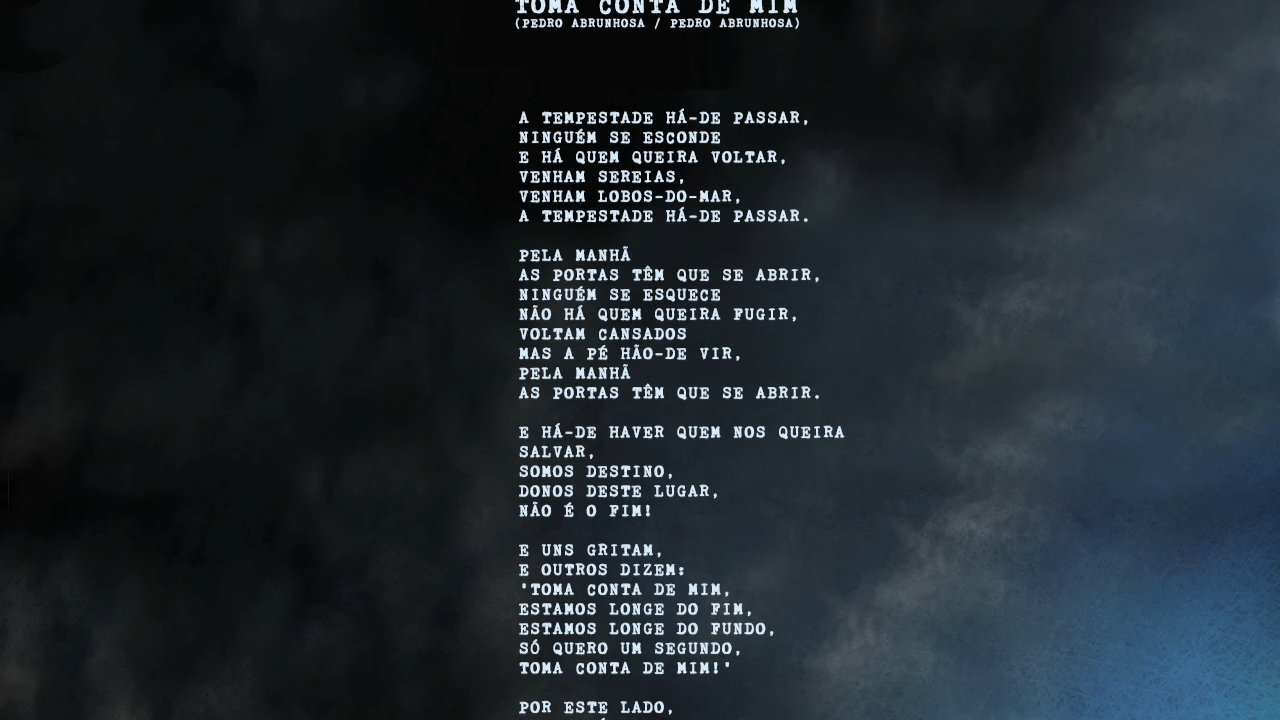 TOMA CONTA DE MIM
(PEDRO ABRUNHOSA / PEDRO ABRUNHOSA)
A TEMPESTADE HÁ-DE PASSAR,
NINGUÉM SE ESCONDE
E HÁ QUEM QUEIRA VOLTAR,
VENHAM SEREIAS,
VENHAM LOBOS-DO-MAR,
A TEMPESTADE HÁ-DE PASSAR.
PELA MANHÃ
AS PORTAS TÊM QUE SE ABRIR,
NINGUÉM SE ESQUECE
NÃO HÁ QUEM QUEIRA FUGIR,
VOLTAM CANSADOS
MAS A PÉ HÃO-DE VIR,
PELA MANHÃ
AS PORTAS TÊM QUE SE ABRIR.
E HÁ-DE HAVER QUEM NOS QUEIRA
SALVAR,
SOMOS DESTINO,
DONOS DESTE LUGAR,
NÃO É O FIM!
E UNS GRITAM,
E OUTROS DIZEM:
'TOMA CONTA DE MIM,
ESTAMOS LONGE DO FIM,
ESTAMOS LONGE DO FUNDO,
SÓ QUERO UM SEGUNDO,
TOMA CONTA DE MIM!'
POR ESTE LADO,